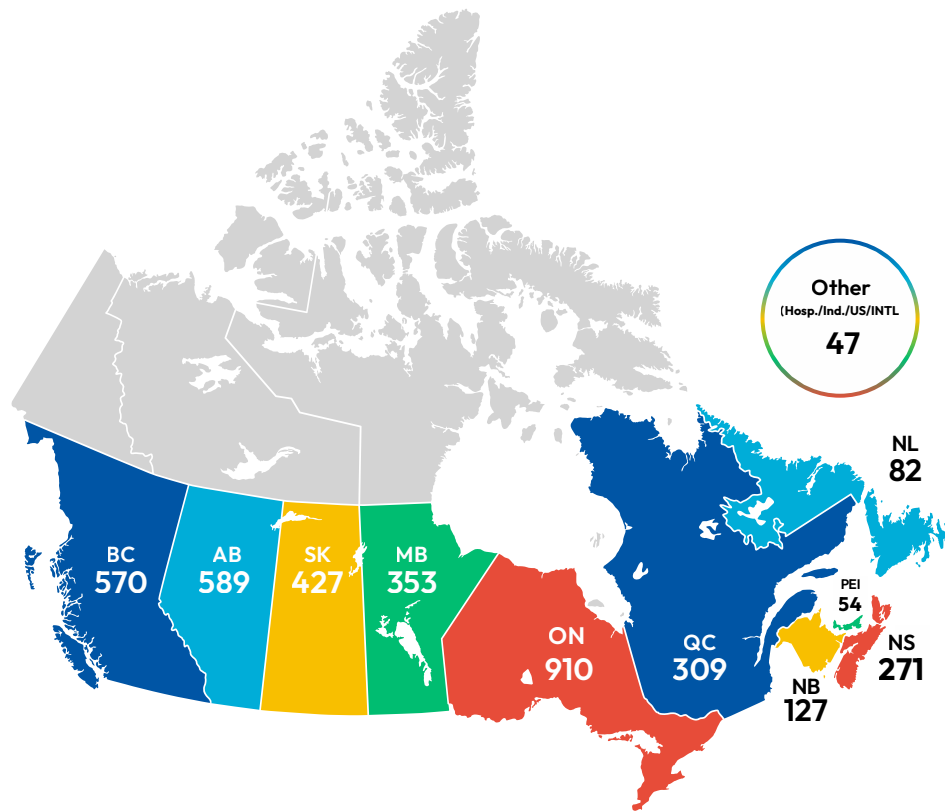 Other
(Hosp./Ind./US/INTL
47
NL
82
BC
570
AB
589
SK
427
MB
353
PEI
54
ON
910
QC
309
NS
271
NB
127